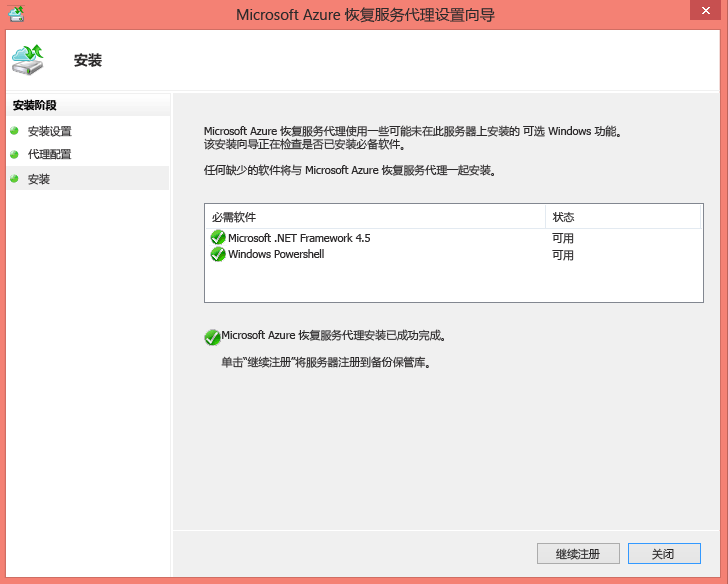 Microsoft Azure 恢复服务代理设置向导
安装
安装阶段
安装设置
代理配置
安装
Microsoft Azure 恢复服务代理使用一些可能未在此服务器上安装的 可选 Windows 功能。
该安装向导正在检查是否已安装必备软件。
任何缺少的软件将与 Microsoft Azure 恢复服务代理一起安装。
必需软件 状态
Microsoft .NET Framework 4.5 可用
Windows Powershell 可用
Microsoft Azure 恢复服务代理安装已成功完成。
单击“继续注册”将服务器注册到备份保管库。
继续注册 关闭